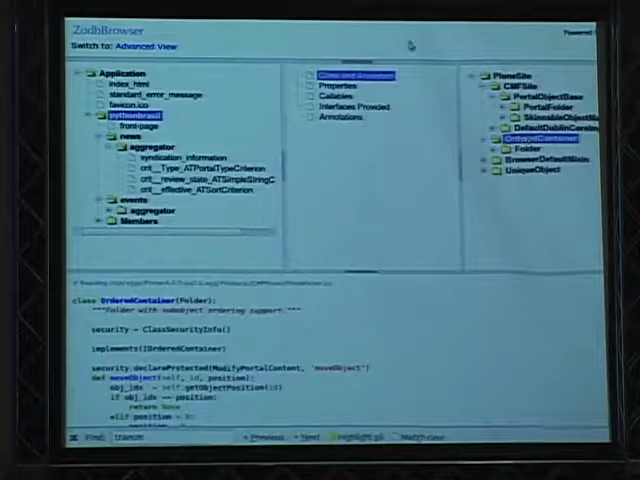 ZodbBrowser
Powered
Switch to: Advanced View
Application
index_html
standard_error_message
favicon.ico
pythonbrasil
front-page
news
aggregator
syndication_information
crit__Type_ATPortalTypeCriterion
crit__review_state_ATSimpleStringC
crit__effective_ATSortCriterion
events
aggregator
Members
Class and Ancestors
Properties
Callables
Interfaces Provided
Annotations
PloneSite
CMFSite
PortalObjectBase
PortalFolder
SkinnableObjectMa
DefaultDublinCoreIm
OrderedContainer
Folder
BrowserDefaultMixin
UniqueObject
class OrderedContainer(Folder):
"""Folder with subobject ordering support."""
security = ClassSecurityInfo()
implements(IOrderedContainer)
security.declareProtected(ModifyPortalContent, 'moveObject')
def moveObject(self, id, position):
obj_idx = self.getObjectPosition(id)
if obj_idx == position:
return None
elif position < 0:
Find:
Previous
Next
Highlight all
Match case